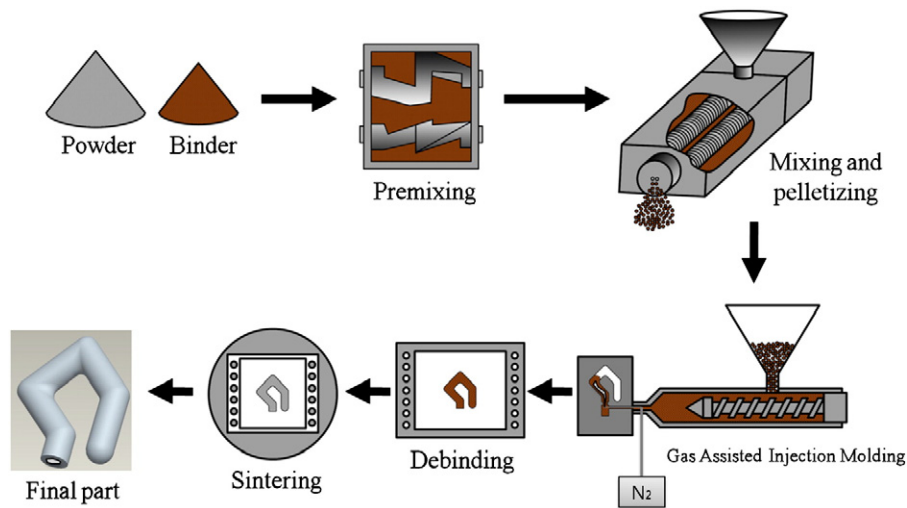 Powder
Binder
Premixing
Mixing and
pelletizing
Gas Assisted Injection Molding
N₂
Debinding
Sintering
Final part